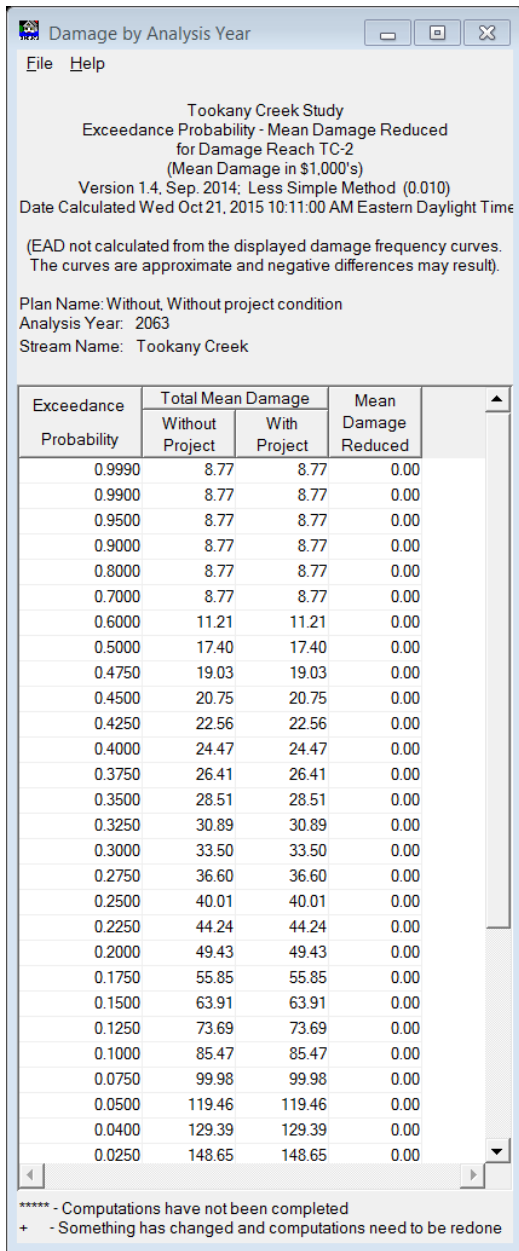 Damage by Analysis Year
File Help
Tookany Creek Study
Exceedance Probability - Mean Damage Reduced
for Damage Reach TC-2
(Mean Damage in $1,000's)
Version 1.4, Sep. 2014; Less Simple Method (0.010)
Date Calculated Wed Oct 21, 2015 10:11:00 AM Eastern Daylight Time
(EAD not calculated from the displayed damage frequency curves.
The curves are approximate and negative differences may result).
Plan Name: Without, Without project condition
Analysis Year: 2063
Stream Name: Tookany Creek
Exceedance Probability Total Mean Damage Mean Damage Reduced
Without Project With Project
0.9990 8.77 8.77 0.00
0.9900 8.77 8.77 0.00
0.9500 8.77 8.77 0.00
0.9000 8.77 8.77 0.00
0.8000 8.77 8.77 0.00
0.7000 8.77 8.77 0.00
0.6000 11.21 11.21 0.00
0.5000 17.40 17.40 0.00
0.4750 19.03 19.03 0.00
0.4500 20.75 20.75 0.00
0.4250 22.56 22.56 0.00
0.4000 24.47 24.47 0.00
0.3750 26.41 26.41 0.00
0.3500 28.51 28.51 0.00
0.3250 30.89 30.89 0.00
0.3000 33.50 33.50 0.00
0.2750 36.60 36.60 0.00
0.2500 40.01 40.01 0.00
0.2250 44.24 44.24 0.00
0.2000 49.43 49.43 0.00
0.1750 55.85 55.85 0.00
0.1500 63.91 63.91 0.00
0.1250 73.69 73.69 0.00
0.1000 85.47 85.47 0.00
0.0750 99.98 99.98 0.00
0.0500 119.46 119.46 0.00
0.0400 129.39 129.39 0.00
0.0250 148.65 148.65 0.00
***** - Computations have not been completed
+ - Something has changed and computations need to be redone